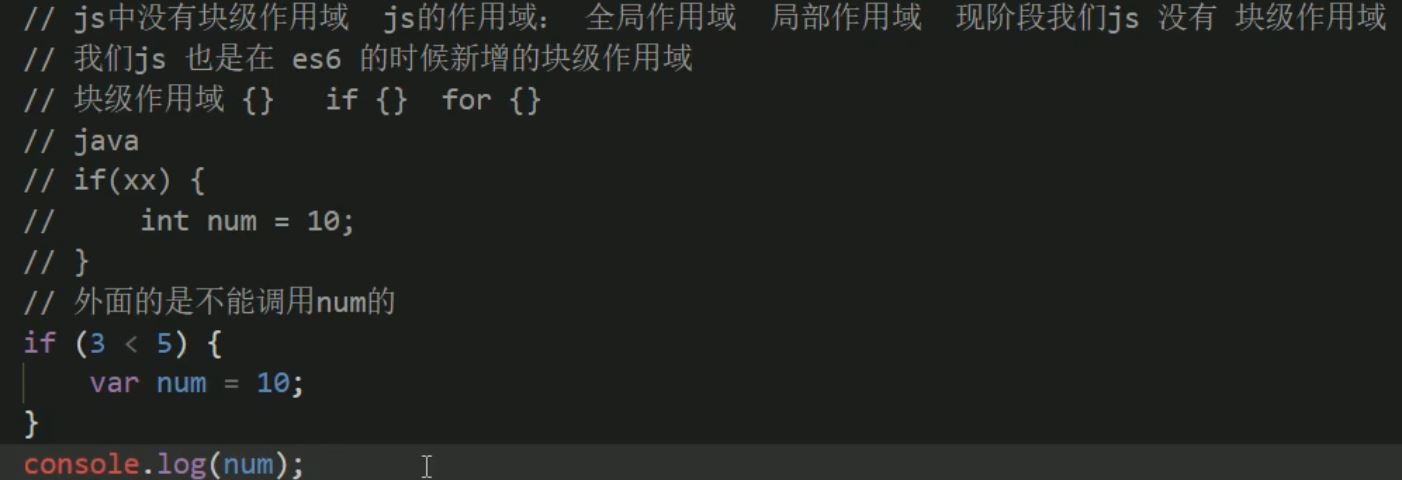 // js中没有块级作用域  js的作用域： 全局作用域  局部作用域  现阶段我们js 没有 块级作用域
// 我们js 也是在 es6 的时候新增的块级作用域
// 块级作用域 {}   if {}  for {}
// java
// if(xx) {
//     int num = 10;
// }
// 外面的是不能调用num的
if (3 < 5) {
    var num = 10;
}
console.log(num);